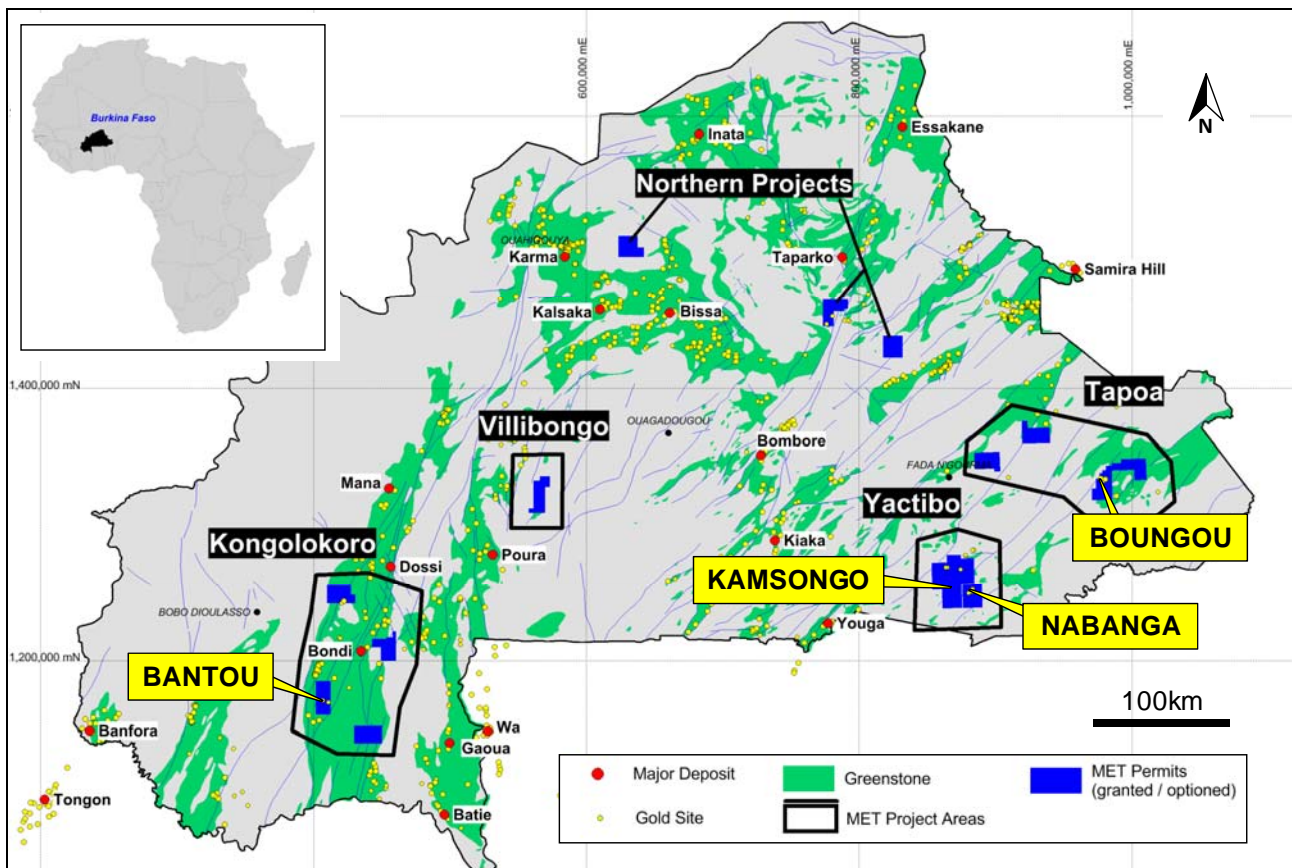 Burkina Faso
600,000 mE
800,000 mE
1,000,000 mE
N
Inata
Essakane
Northern Projects
OUAHIGOUYA
Karma
Taparko
Samira Hill
Kalsaka
Bissa
1,400,000 mN
Tapoa
Villibongo
OUAGADOUGOU
Bombore
FADA N'GOURMA
Mana
Yactibo
BOUNGOU
Kongolokoro
Poura
Kiaka
Dossi
KAMSONGO
BOBO DIOULASSO
NABANGA
Youga
Bondi
1,200,000 mN
BANTOU
100km
Banfora
Wa
Gaoua
Tongon
Batie
Major Deposit
Greenstone
MET Permits
(granted / optioned)
Gold Site
MET Project Areas